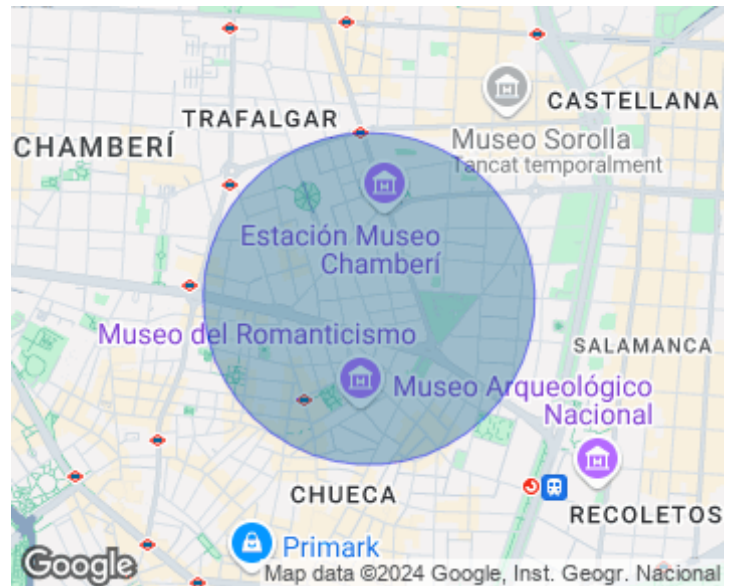 CASTELLANA
TRAFALGAR
CHAMBERÍ
Museo Sorolla
Tancat temporalment
Estación Museo
Chamberí
Museo del Romanticismo
SALAMANCA
Museo Arqueológico
Nacional
CHUECA
RECOLETOS
Primark
Google
Map data ©2024 Google, Inst. Geogr. Nacional